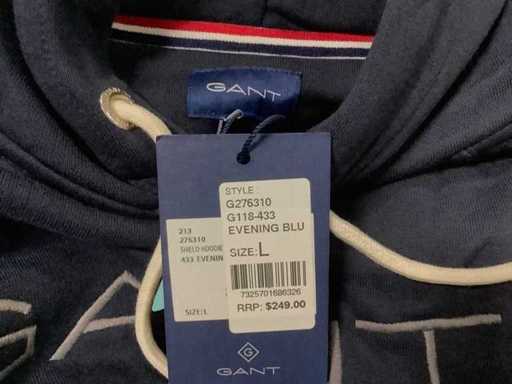 GANT
STYLE :
G276310
G118-433
EVENING BLU
SIZE: L
7325701686326
RRP: $249.00
213
276310
SHIELD HOODIE
433 EVENIN
SIZE: L
GANT